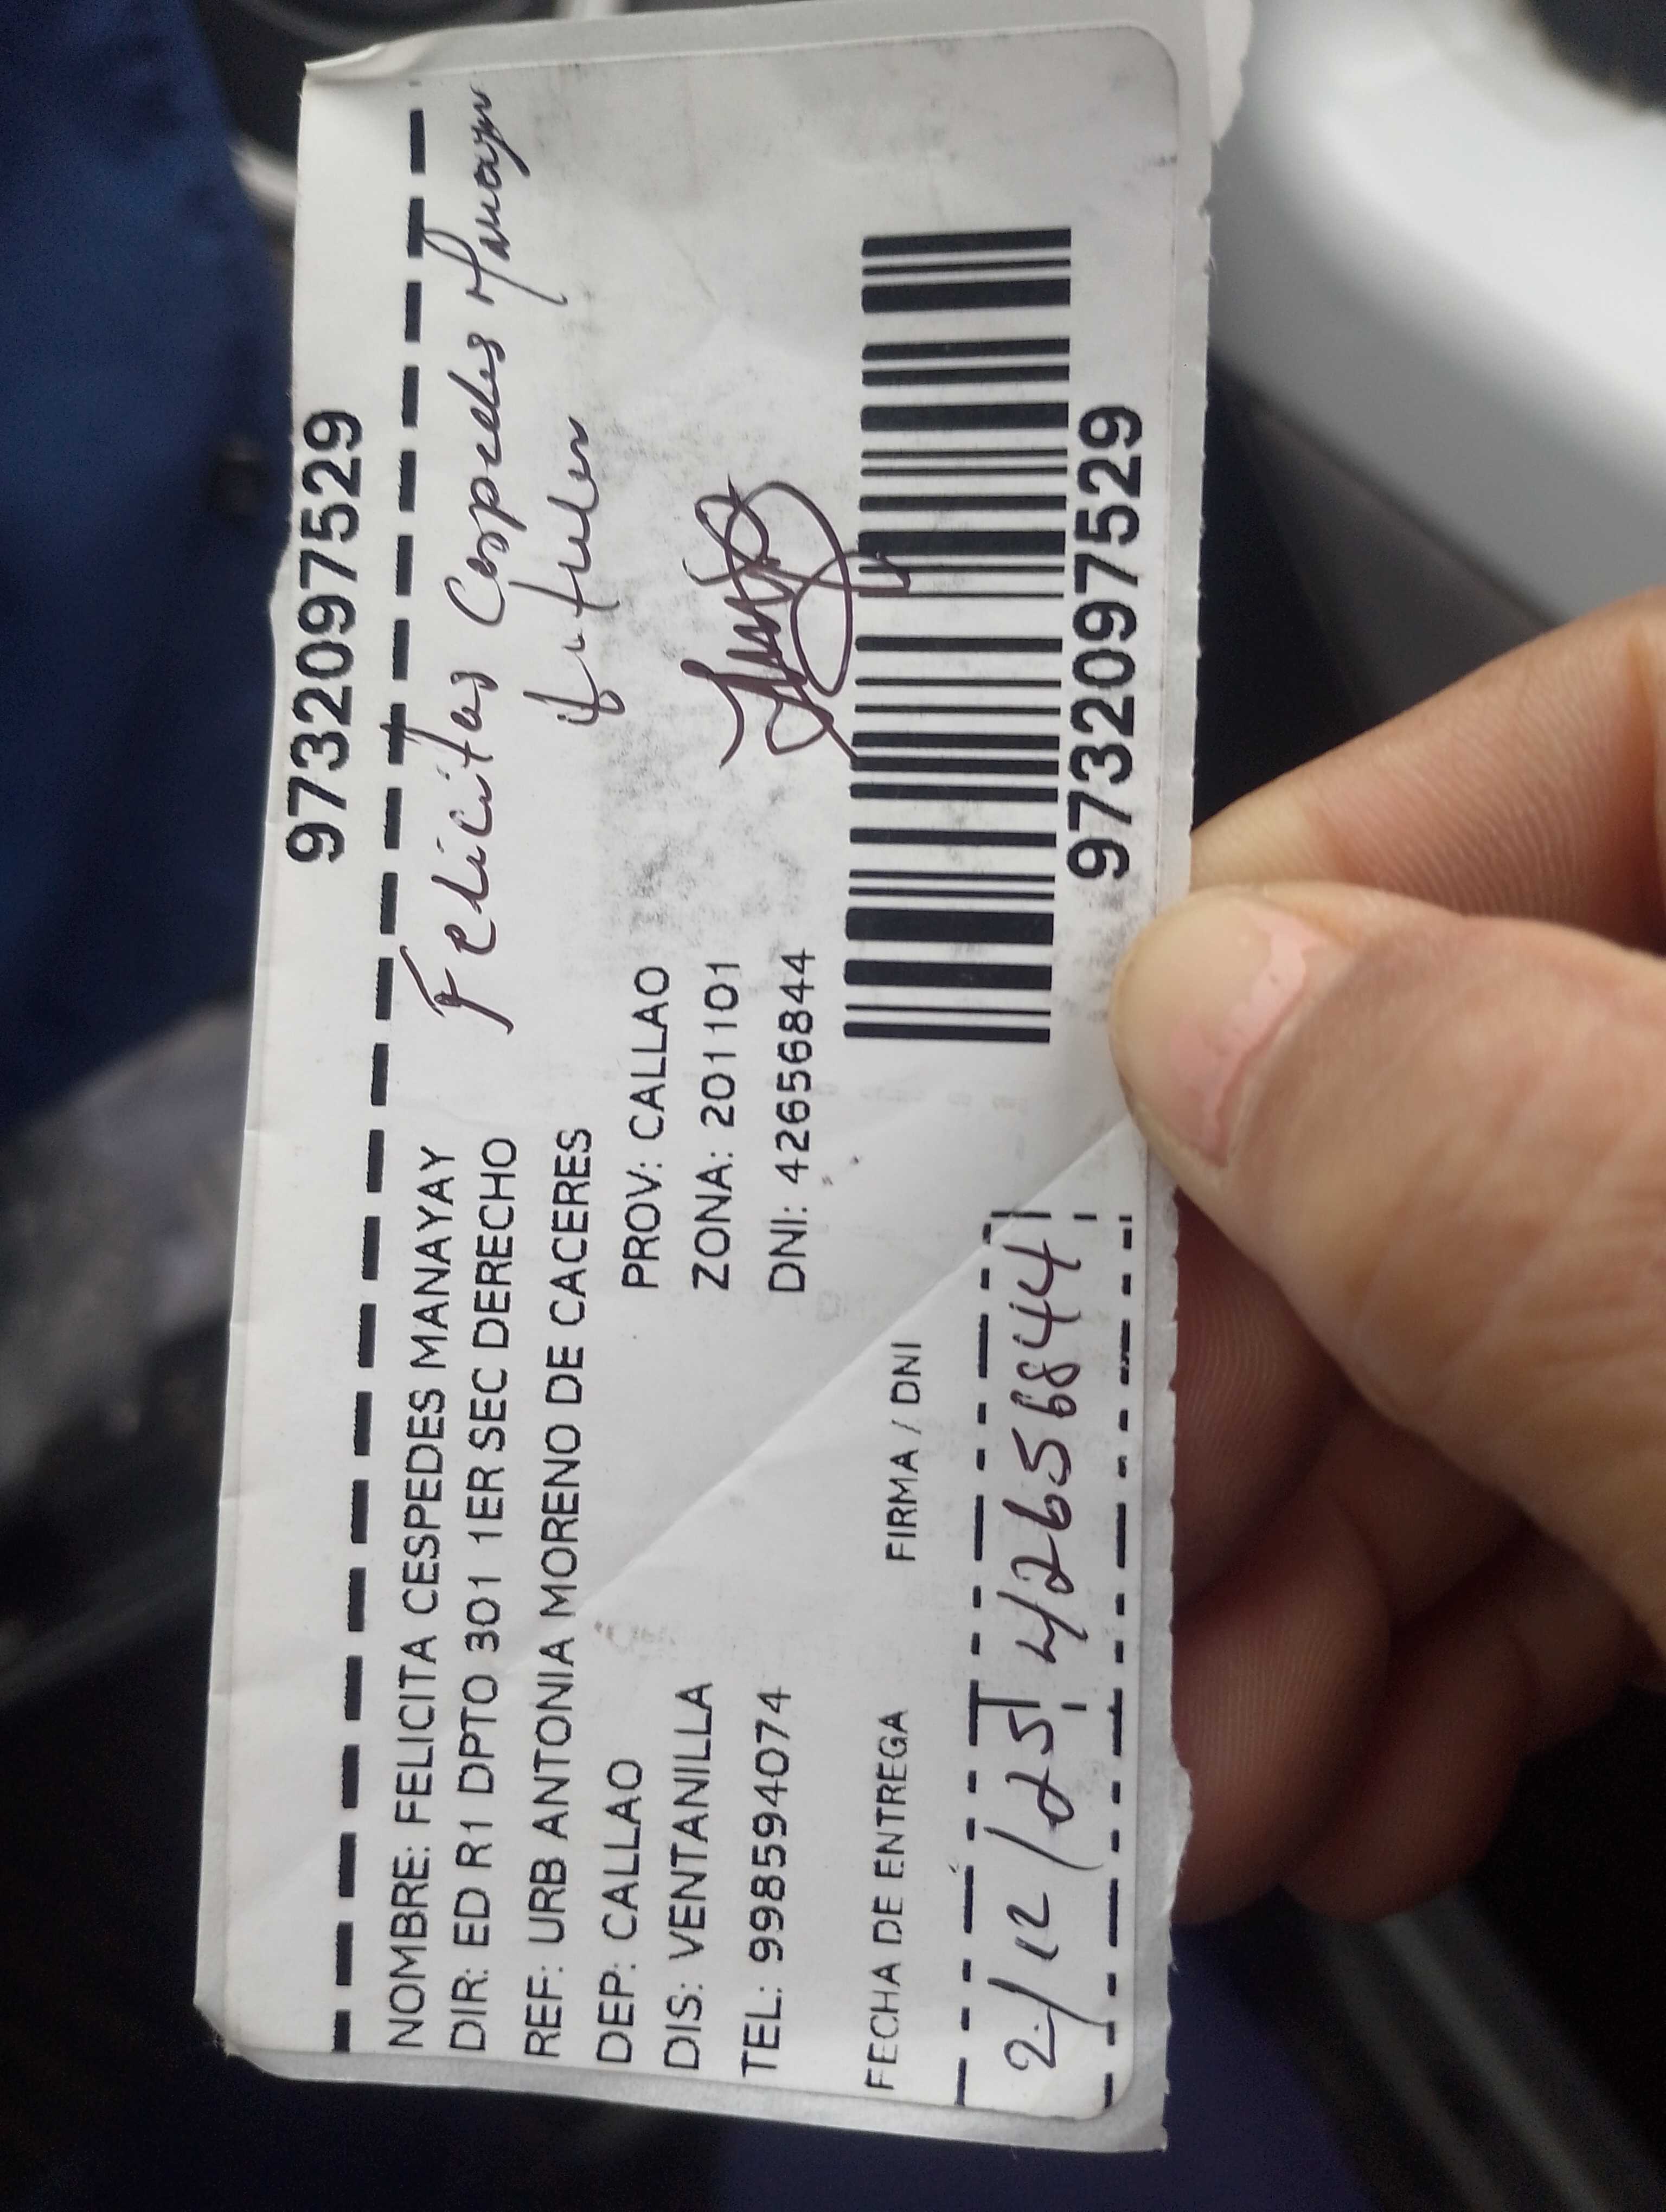 9732097529
NOMBRE: FELICITA CESPEDES MANAYAY
Felicitas Cespedes Manayay
DIR: ED R1 DPTO 301 1ER SEC DERECHO
REF: URB ANTONIA MORENO DE CACERES
DEP: CALLAO PROV: CALLAO
DIS: VENTANILLA ZONA: 201101
TEL: 998594074 DNI: 42656844
FECHA DE ENTREGA FIRMA / DNI
2/12/25 42656844
9732097529